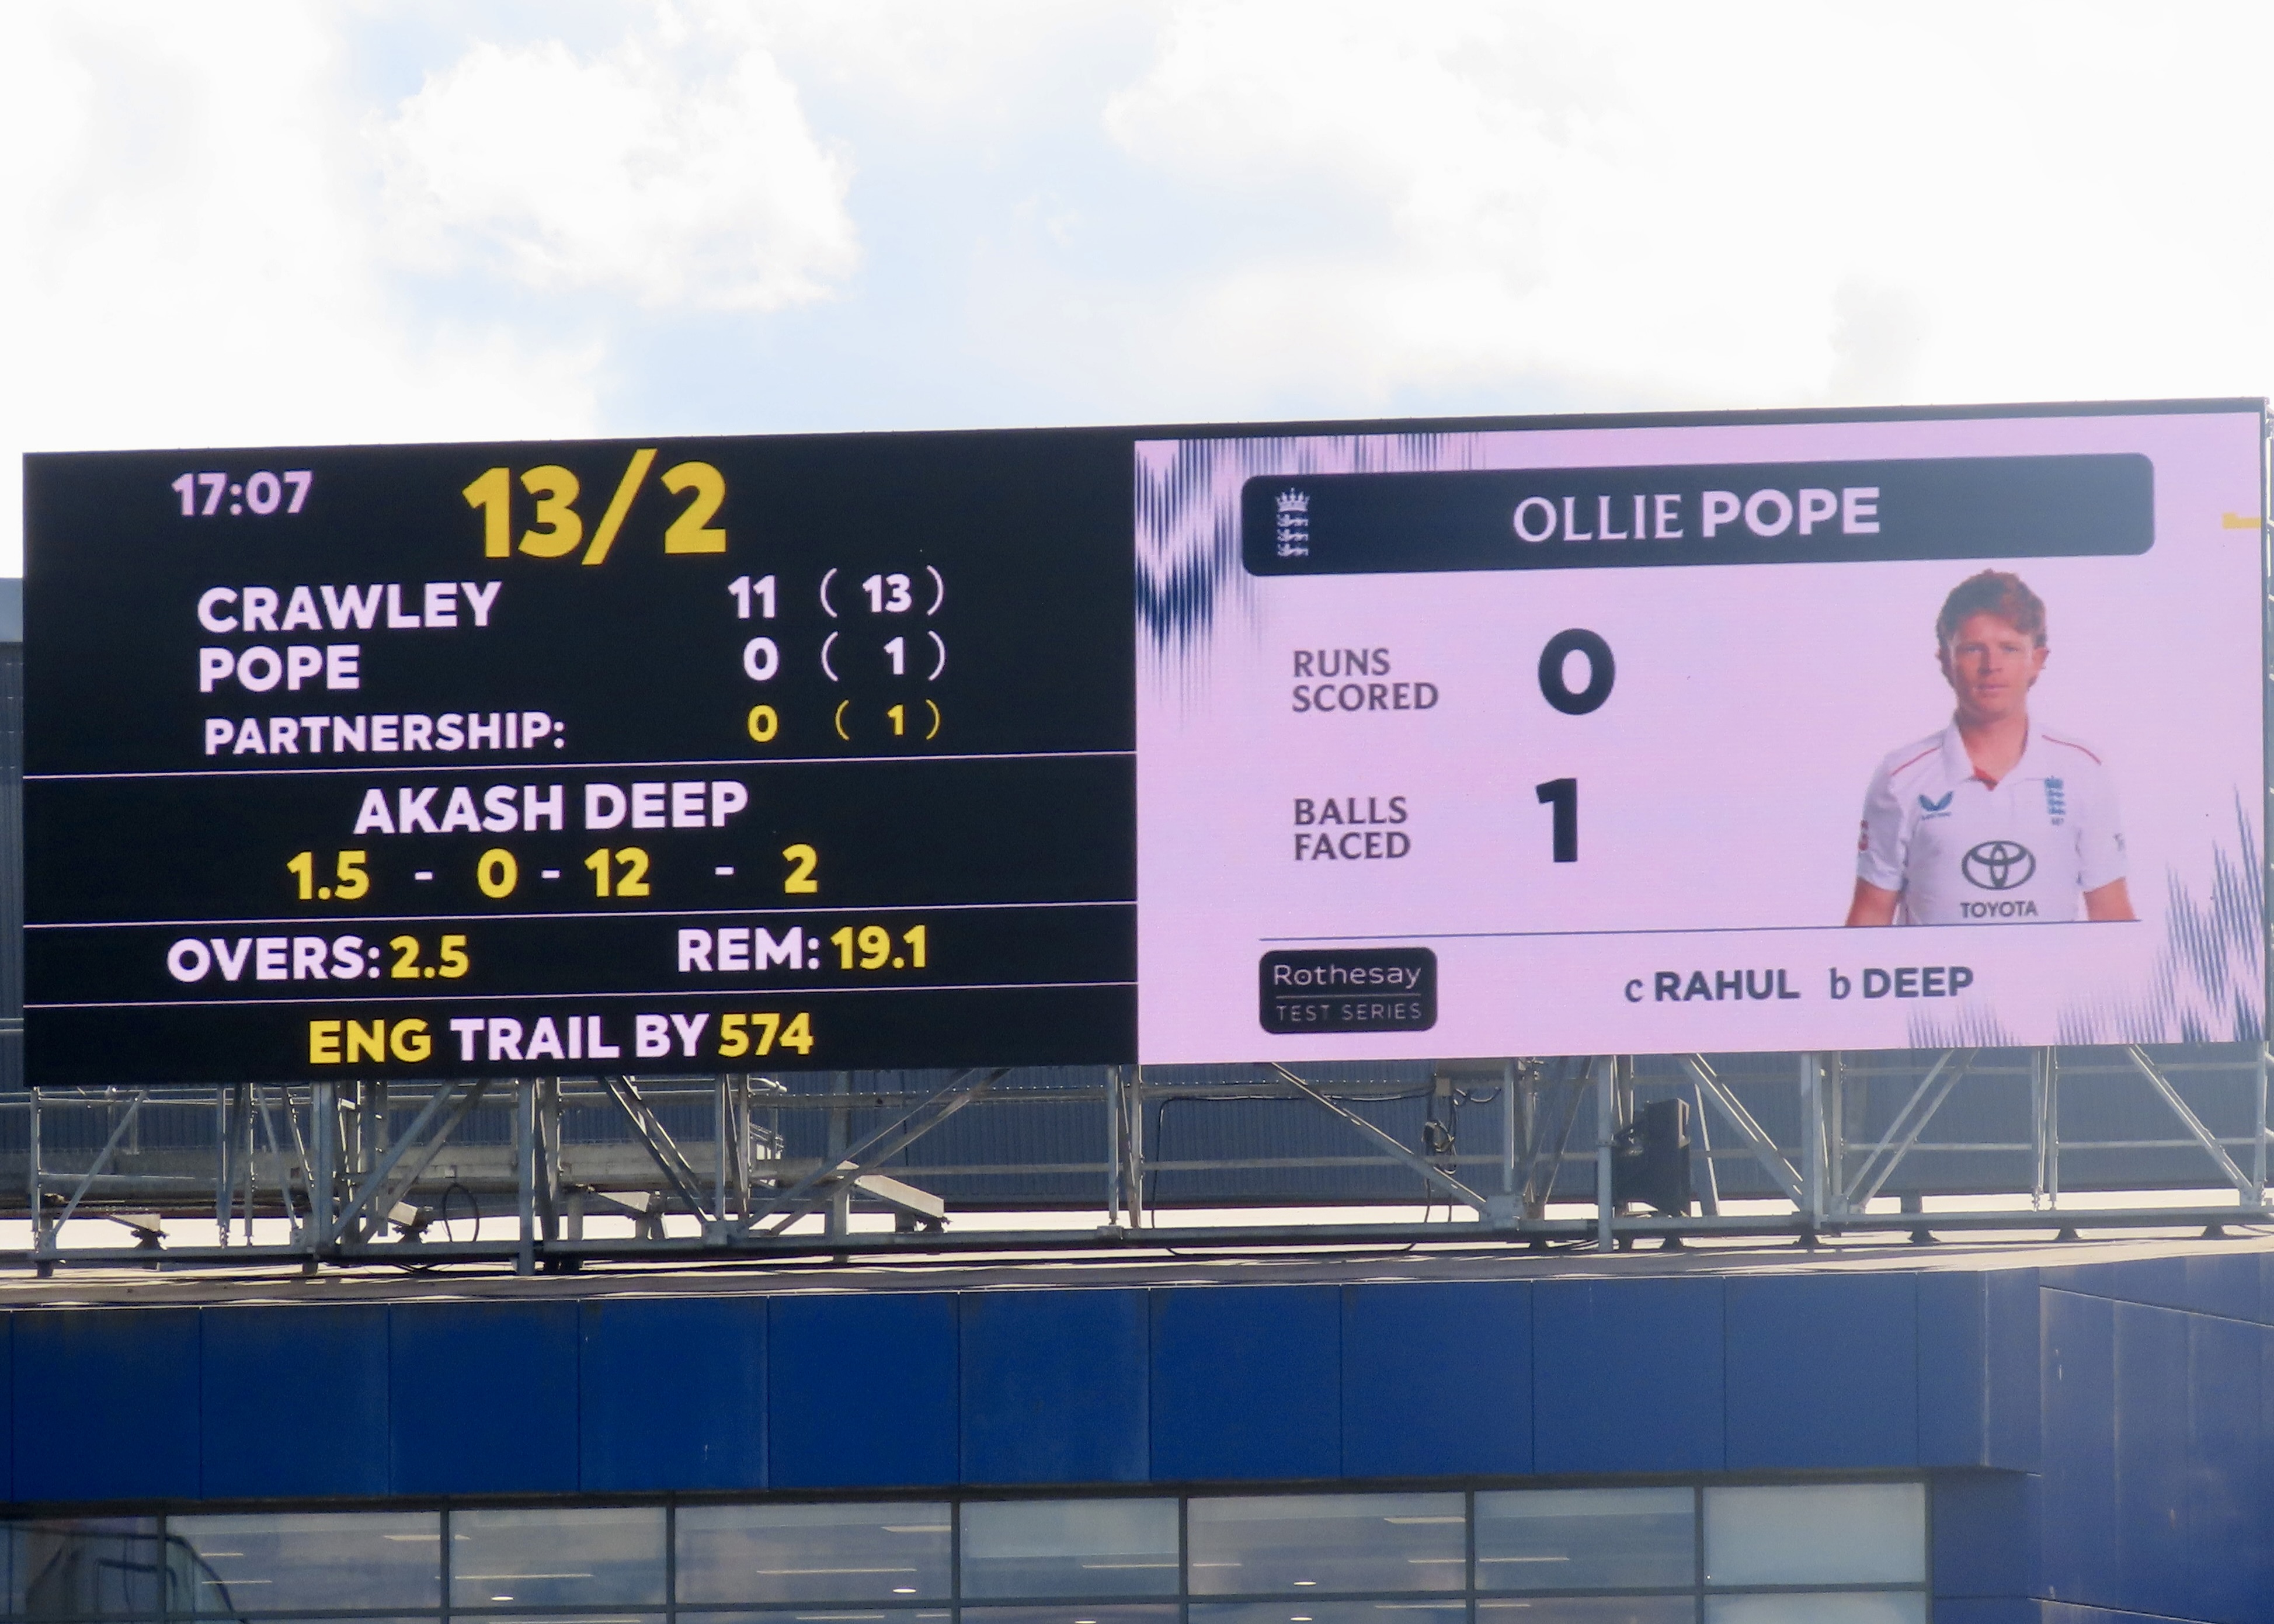 17:07 13/2
CRAWLEY 11 ( 13 )
POPE 0 ( 1 )
PARTNERSHIP: 0 ( 1 )
AKASH DEEP
1.5 - 0 - 12 - 2
OVERS: 2.5 REM: 19.1
ENG TRAIL BY 574
OLLIE POPE
RUNS
SCORED 0
BALLS
FACED 1
TOYOTA
Rothesay
TEST SERIES
c RAHUL b DEEP